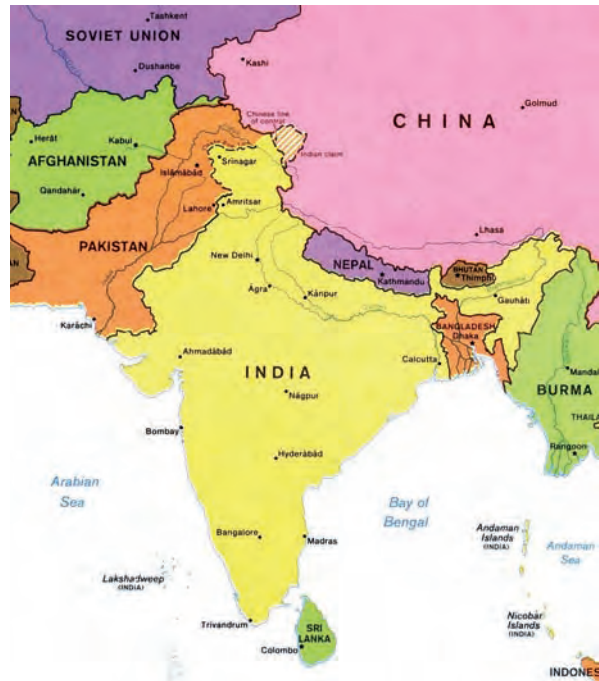 Tashkent
SOVIET UNION
Dushanbe
Kashi
Golmud
CHINA
Chinese line
of control
Indian claim
Herāt
Kabul
AFGHANISTAN
Srinagar
Islāmābād
Qandahār
Lahore
Amritsar
PAKISTAN
Lhasa
New Delhi
NEPAL
Kathmandu
BHUTAN
Thimphu
Āgra
Kānpur
Gauhāti
Karāchi
BANGLADESH
Dhaka
Ahmadābād
INDIA
Calcutta
Mandal
BURMA
Nāgpur
THAILA
Bombay
Rangoon
Hyderābād
Arabian
Sea
Bay of
Bengal
Andaman
Islands
(INDIA)
Andaman
Sea
Bangalore
Madras
Lakshadweep
(INDIA)
Nicobar
Islands
(INDIA)
Trivandrum
SRI
LANKA
Colombo
INDONES